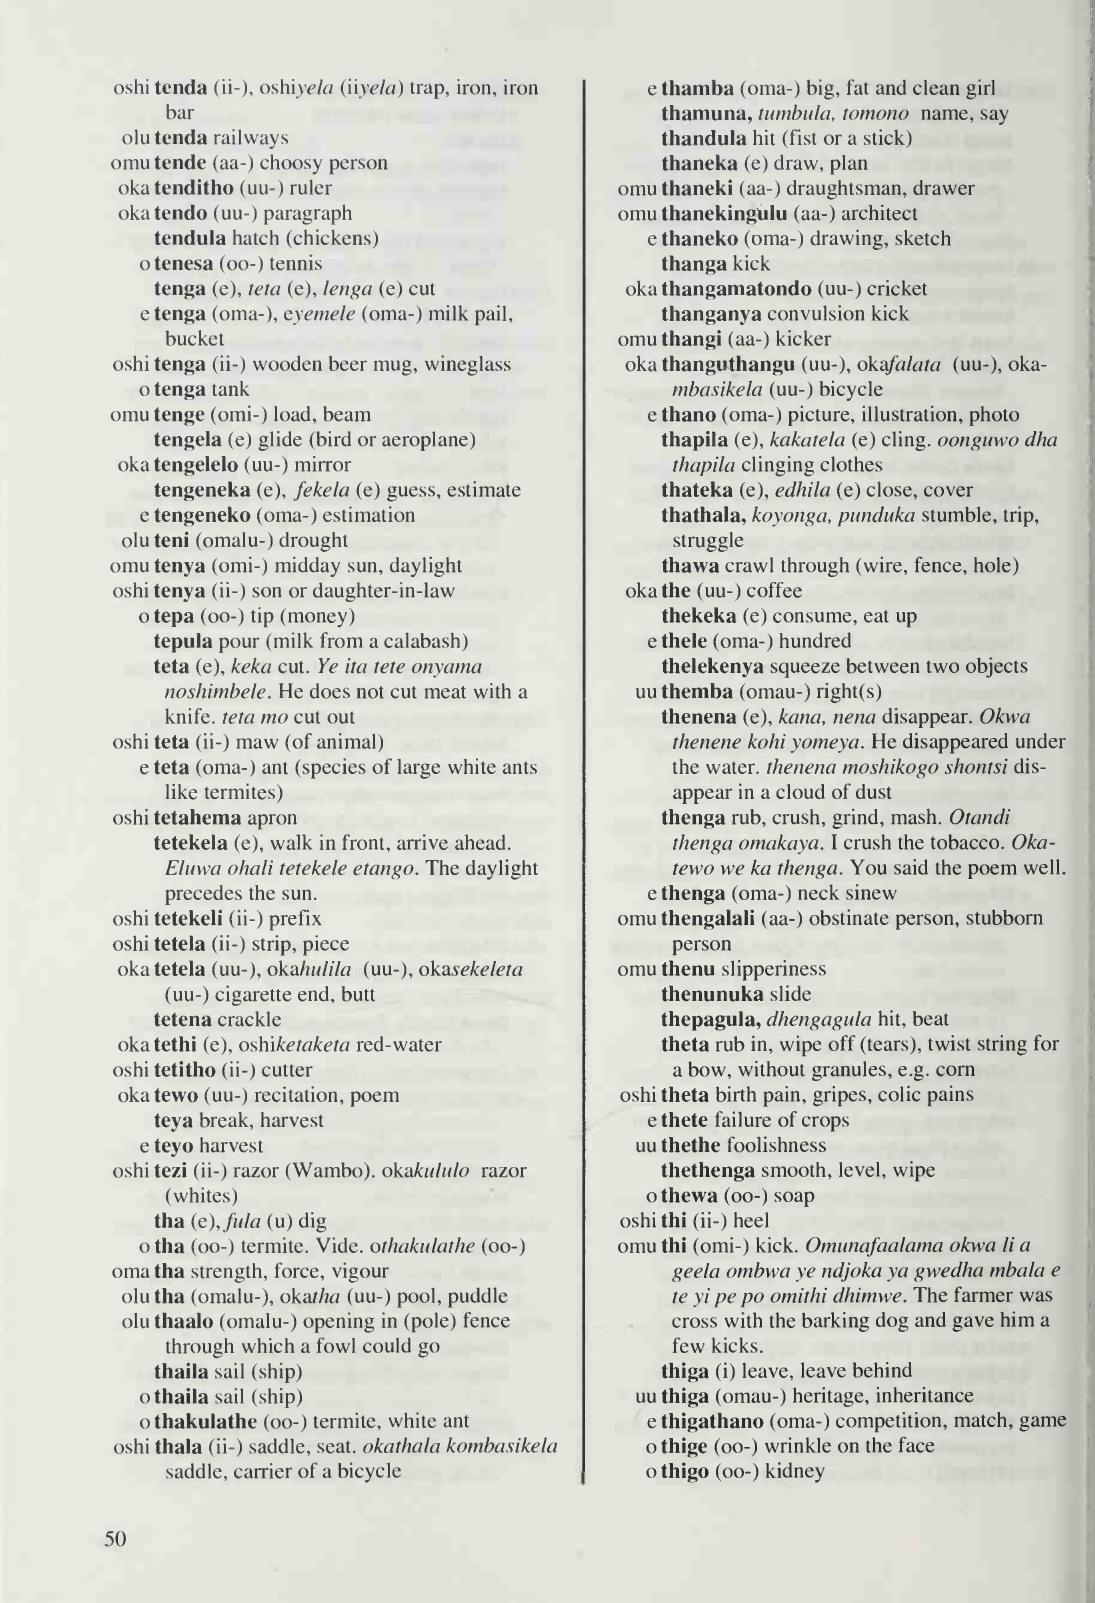 oshi tenda (ii-), oshiyela (iiyela) trap, iron, iron
bar
olu tenda railways
omu tende (aa-) choosy person
oka tenditho (uu-) ruler
oka tendo (uu-) paragraph
tendula hatch (chickens)
o tenesa (oo-) tennis
tenga (e), teta (e), lenga (e) cut
e tenga (oma-), eyemele (oma-) milk pail,
bucket
oshi tenga (ii-) wooden beer mug, wineglass
o tenga tank
omu tenge (omi-) load, beam
tengela (e) glide (bird or aeroplane)
oka tengelelo (uu-) mirror
tengeneka (e), fekela (e) guess, estimate
e tengeneko (oma-) estimation
olu teni (omalu-) drought
omu tenya (omi-) midday sun, daylight
oshi tenya (ii-) son or daughter-in-law
o tepa (oo-) tip (money)
tepula pour (milk from a calabash)
teta (e), keka cut. Ye ita tete onyama
noshimbele. He does not cut meat with a
knife. teta mo cut out
oshi teta (ii-) maw (of animal)
e teta (oma-) ant (species of large white ants
like termites)
oshi tetahema apron
tetekela (e), walk in front, arrive ahead.
Eluwa ohali tetekele etango. The daylight
precedes the sun.
oshi tetekeli (ii-) prefix
oshi tetela (ii-) strip, piece
oka tetela (uu-), okahulila (uu-), okasekeleta
(uu-) cigarette end, butt
tetena crackle
oka tethi (e), oshiketaketa red-water
oshi tetitho (ii-) cutter
oka tewo (uu-) recitation, poem
teya break, harvest
e teyo harvest
oshi tezi (ii-) razor (Wambo). okakululo razor
(whites)
tha (e), fula (u) dig
o tha (oo-) termite. Vide. othakulathe (oo-)
oma tha strength, force, vigour
olu tha (omalu-), okatha (uu-) pool, puddle
olu thaalo (omalu-) opening in (pole) fence
through which a fowl could go
thaila sail (ship)
o thaila sail (ship)
o thakulathe (oo-) termite, white ant
oshi thala (ii-) saddle, seat. okathala kombasikela
saddle, carrier of a bicycle
50
e thamba (oma-) big, fat and clean girl
thamuna, tumbula, tomono name, say
thandula hit (fist or a stick)
thaneka (e) draw, plan
omu thaneki (aa-) draughtsman, drawer
omu thanekingulu (aa-) architect
e thaneko (oma-) drawing, sketch
thanga kick
oka thangamatondo (uu-) cricket
thanganya convulsion kick
omu thangi (aa-) kicker
oka thanguthangu (uu-), okafalata (uu-), oka-
mbasikela (uu-) bicycle
e thano (oma-) picture, illustration, photo
thapila (e), kakatela (e) cling. oonguwo dha
thapila clinging clothes
thateka (e), edhila (e) close, cover
thathala, koyonga, punduka stumble, trip,
struggle
thawa crawl through (wire, fence, hole)
oka the (uu-) coffee
thekeka (e) consume, eat up
e thele (oma-) hundred
thelekenya squeeze between two objects
uu themba (omau-) right(s)
thenena (e), kana, nena disappear. Okwa
thenene kohi yomeya. He disappeared under
the water. thenena moshikogo shontsi dis-
appear in a cloud of dust
thenga rub, crush, grind, mash. Otandi
thenga omakaya. I crush the tobacco. Oka-
tewo we ka thenga. You said the poem well.
e thenga (oma-) neck sinew
omu thengalali (aa-) obstinate person, stubborn
person
omu thenu slipperiness
thenunuka slide
thepagula, dhengagula hit, beat
theta rub in, wipe off (tears), twist string for
a bow, without granules, e.g. corn
oshi theta birth pain, gripes, colic pains
e thete failure of crops
uu thethe foolishness
thethenga smooth, level, wipe
o thewa (oo-) soap
oshi thi (ii-) heel
omu thi (omi-) kick. Omunafaalama okwa li a
geela ombwa ye ndjoka ya gwedha mbala e
te yi pe po omithi dhimwe. The farmer was
cross with the barking dog and gave him a
few kicks.
thiga (i) leave, leave behind
uu thiga (omau-) heritage, inheritance
e thigathano (oma-) competition, match, game
o thige (oo-) wrinkle on the face
o thigo (oo-) kidney